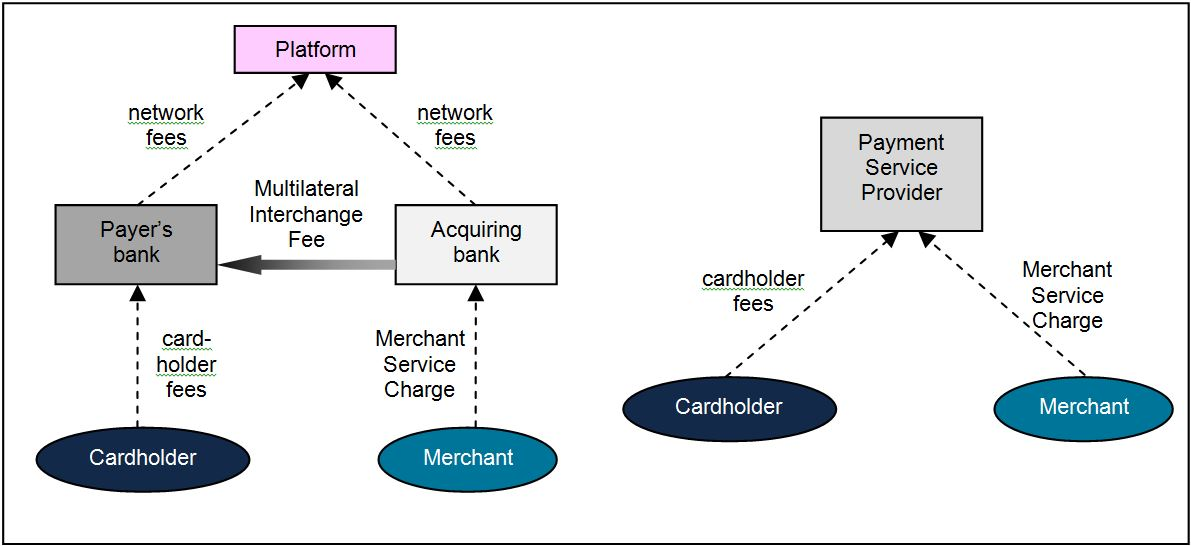 Platform
network
fees
network
fees
Multilateral
Interchange
Fee
Payer's
bank
Acquiring
bank
card-
holder
fees
Merchant
Service
Charge
Cardholder
Merchant
Payment
Service
Provider
cardholder
fees
Merchant
Service
Charge
Cardholder
Merchant